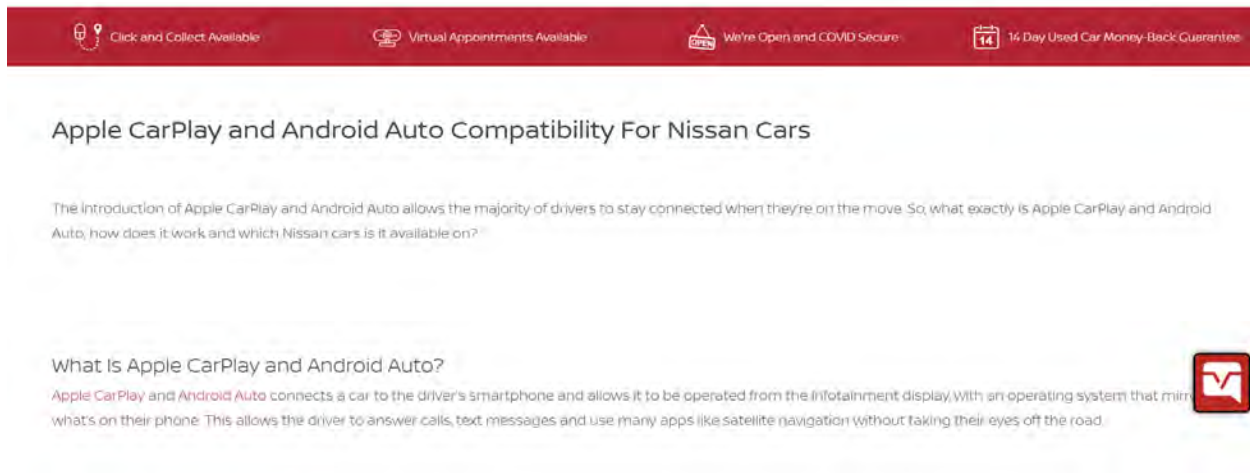 Click and Collect Available
Virtual Appointments Available
OPEN
We're Open and COVID Secure
14
14 Day Used Car Money-Back Guarantee
Apple CarPlay and Android Auto Compatibility For Nissan Cars
The introduction of Apple CarPlay and Android Auto allows the majority of drivers to stay connected when they're on the move. So, what exactly is Apple CarPlay and Android
Auto, how does it work and which Nissan cars is it available on?
What Is Apple CarPlay and Android Auto?
Apple CarPlay and Android Auto connects a car to the driver's smartphone and allows it to be operated from the infotainment display, with an operating system that
what's on their phone. This allows the driver to answer calls, text messages and use many apps like satellite navigation without taking their eyes off the road.